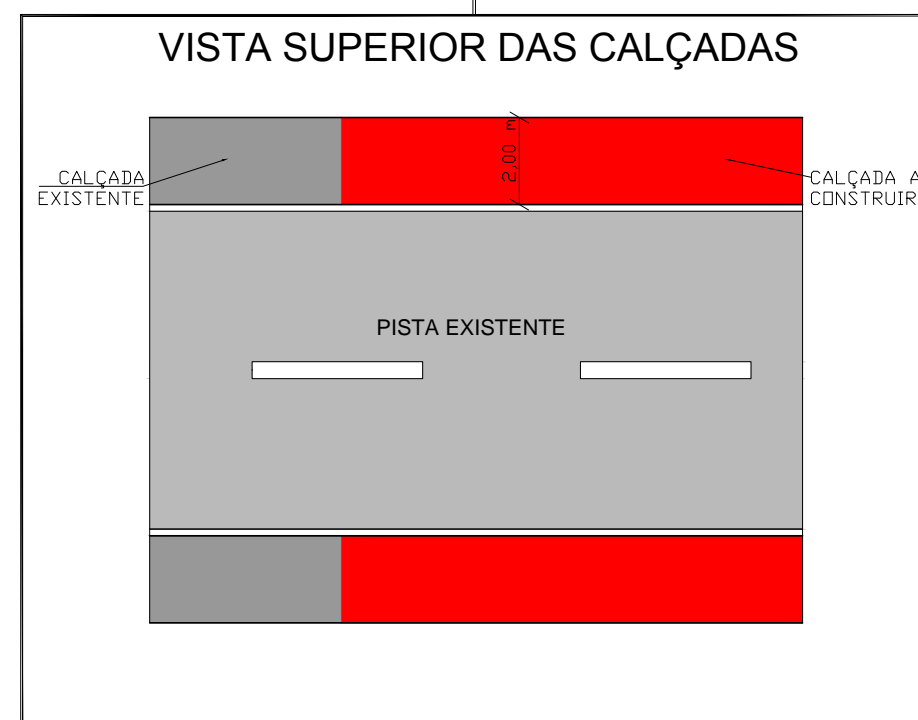 VISTA SUPERIOR DAS CALÇADAS
2,00 m
CALÇADA
EXISTENTE
CALÇADA A
CONSTRUIR
PISTA EXISTENTE